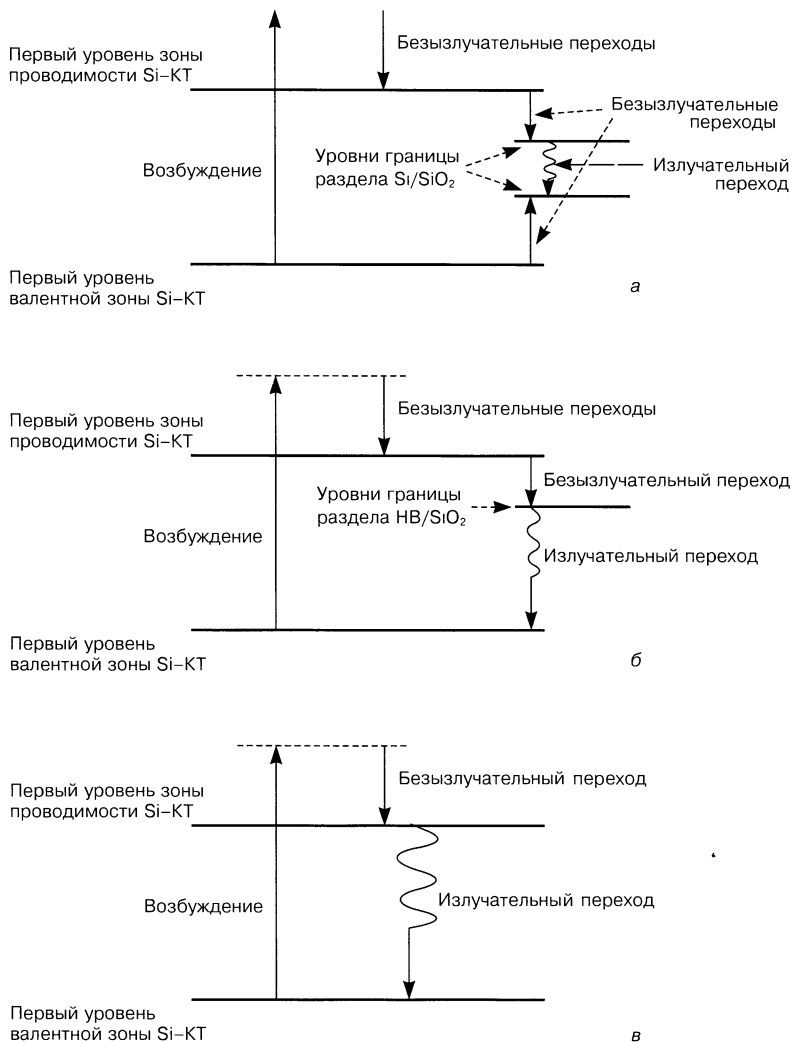 Первый уровень зоны
проводимости Si–КТ
Безызлучательные переходы
Безызлучательные
переходы
Возбуждение
Уровни границы
раздела Si/SiO₂
Излучательный
переход
Первый уровень
валентной зоны Si–КТ
а
Первый уровень зоны
проводимости Si–КТ
Безызлучательные переходы
Безызлучательный переход
Уровни границы
раздела НВ/SiO₂
Возбуждение
Излучательный переход
Первый уровень
валентной зоны Si–КТ
б
Первый уровень зоны
проводимости Si–КТ
Безызлучательный переход
Возбуждение
Излучательный переход
Первый уровень
валентной зоны Si–КТ
в